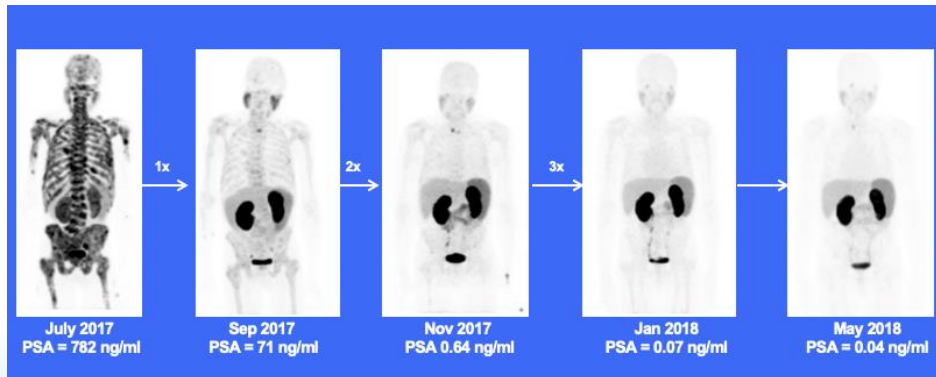 1x
2x
3x
July 2017
PSA = 782 ng/ml
Sep 2017
PSA = 71 ng/ml
Nov 2017
PSA 0.64 ng/ml
Jan 2018
PSA = 0.07 ng/ml
May 2018
PSA = 0.04 ng/ml